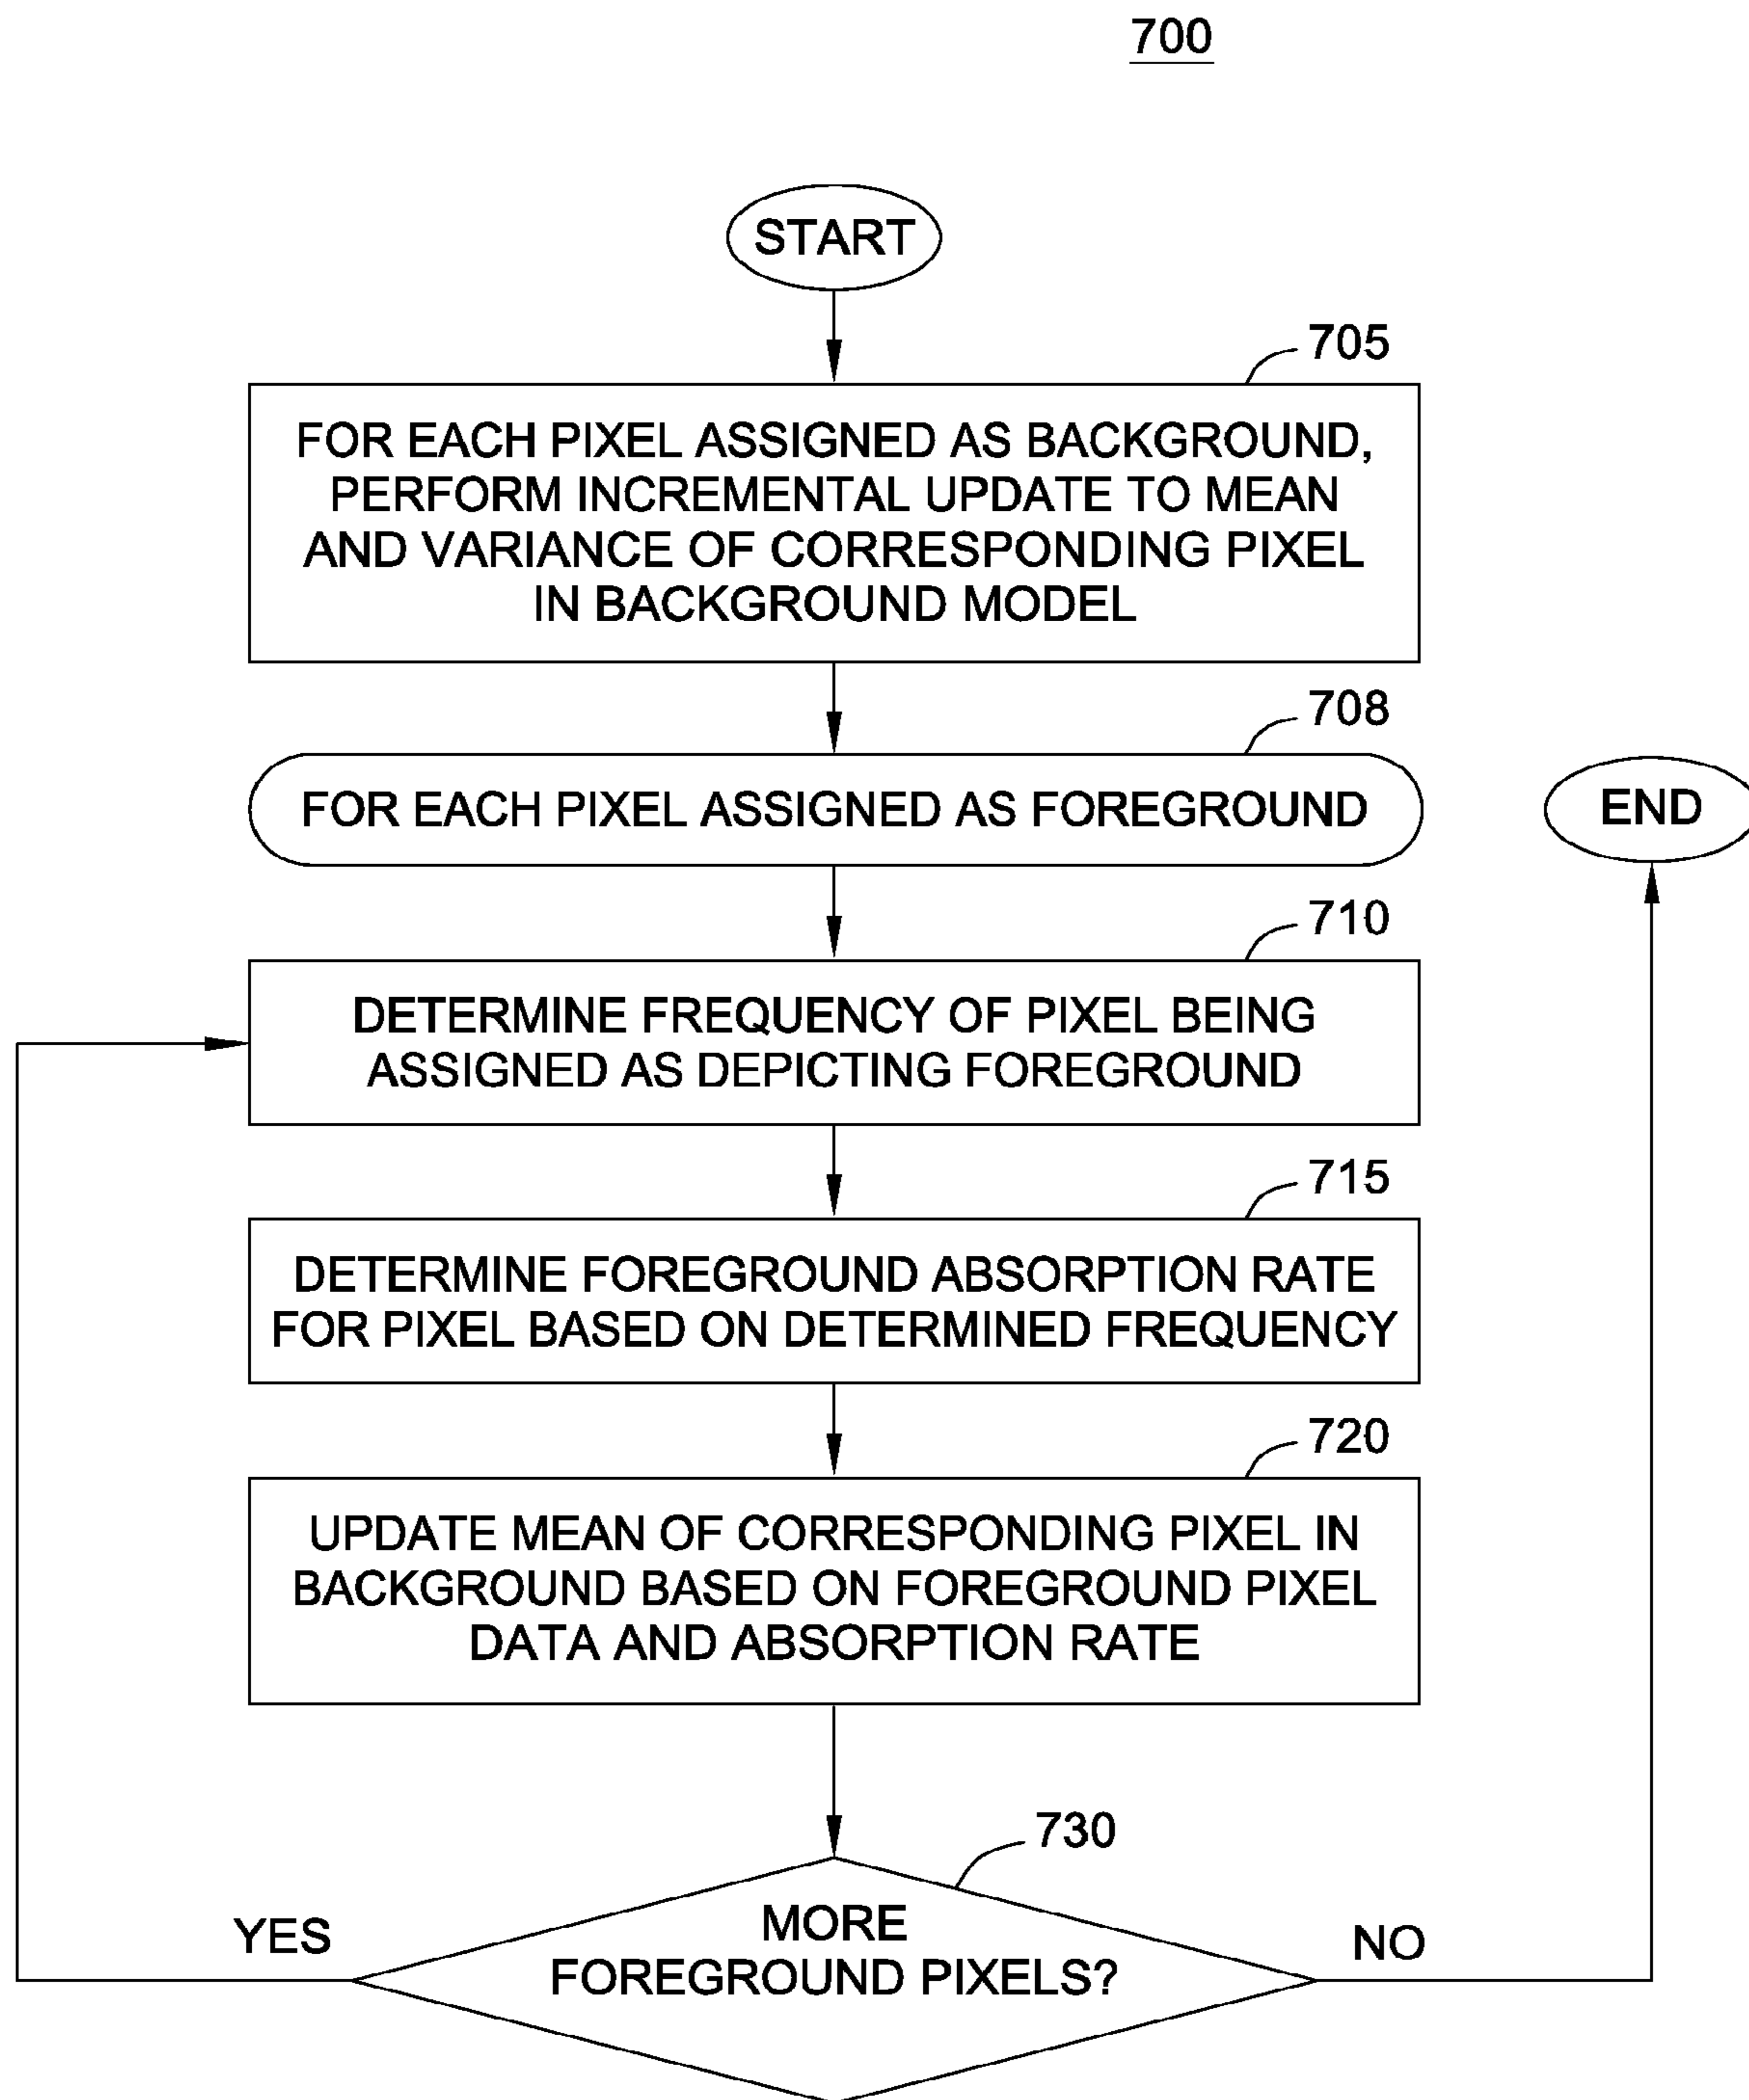 700
START
705
FOR EACH PIXEL ASSIGNED AS BACKGROUND,
PERFORM INCREMENTAL UPDATE TO MEAN
AND VARIANCE OF CORRESPONDING PIXEL
IN BACKGROUND MODEL
708
FOR EACH PIXEL ASSIGNED AS FOREGROUND
END
710
DETERMINE FREQUENCY OF PIXEL BEING
ASSIGNED AS DEPICTING FOREGROUND
715
DETERMINE FOREGROUND ABSORPTION RATE
FOR PIXEL BASED ON DETERMINED FREQUENCY
720
UPDATE MEAN OF CORRESPONDING PIXEL IN
BACKGROUND BASED ON FOREGROUND PIXEL
DATA AND ABSORPTION RATE
730
MORE
FOREGROUND PIXELS?
YES
NO